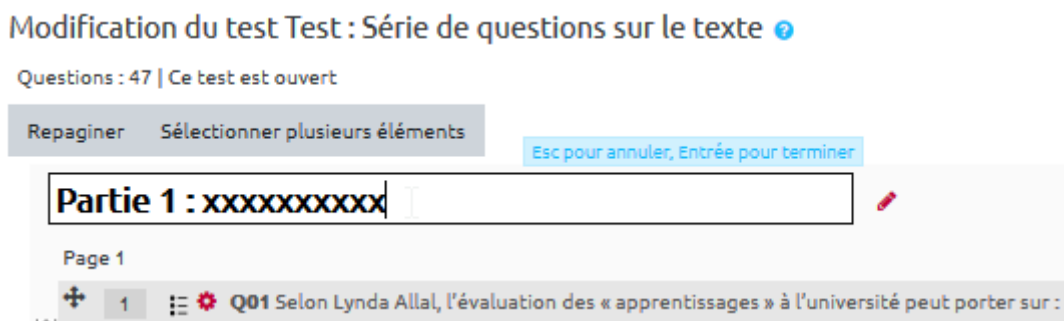 Modification du test Test : Série de questions sur le texte ?
Questions : 47 | Ce test est ouvert
Repaginer Sélectionner plusieurs éléments
Esc pour annuler, Entrée pour terminer
Partie 1 : xxxxxxxxxx
Page 1
1 Q01 Selon Lynda Allal, l’évaluation des « apprentissages » à l’université peut porter sur :